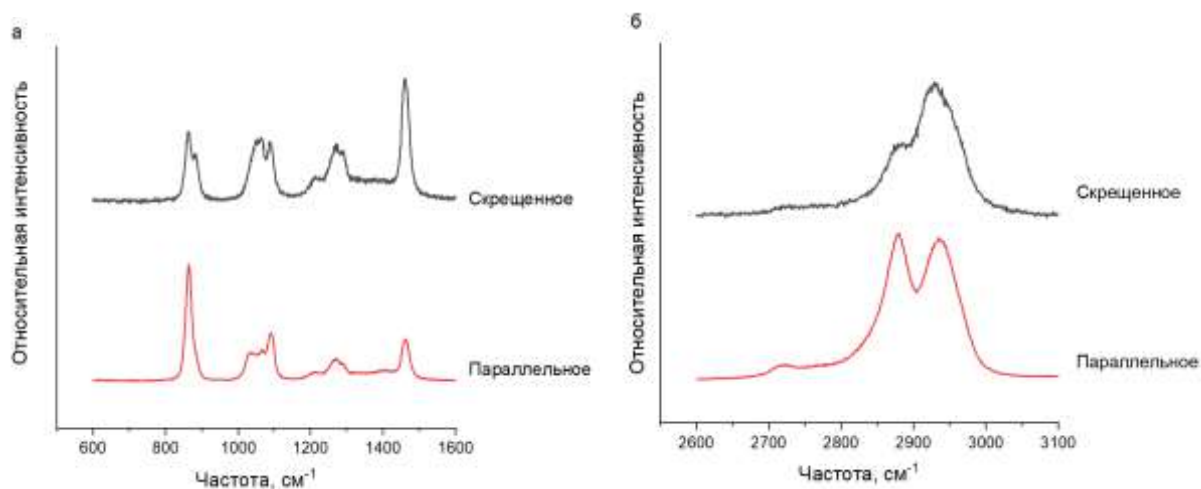 а
Относительная интенсивность
Скрещенное
Параллельное
600 800 1000 1200 1400 1600
Частота, см-1
б
Относительная интенсивность
Скрещенное
Параллельное
2600 2700 2800 2900 3000 3100
Частота, см-1